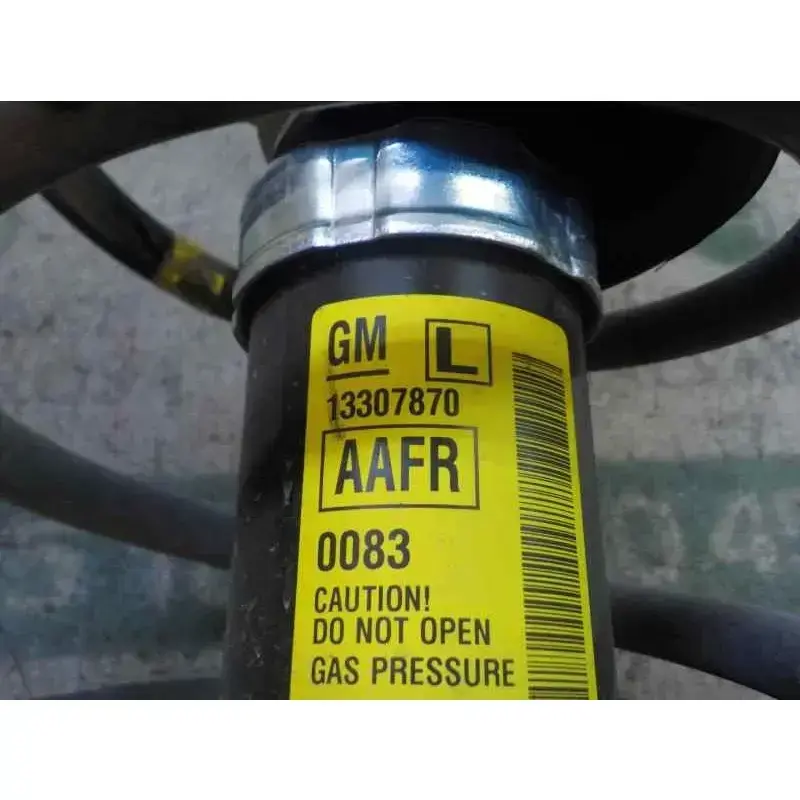 GM L
13307870
AAFR
0083
CAUTION!
DO NOT OPEN
GAS PRESSURE